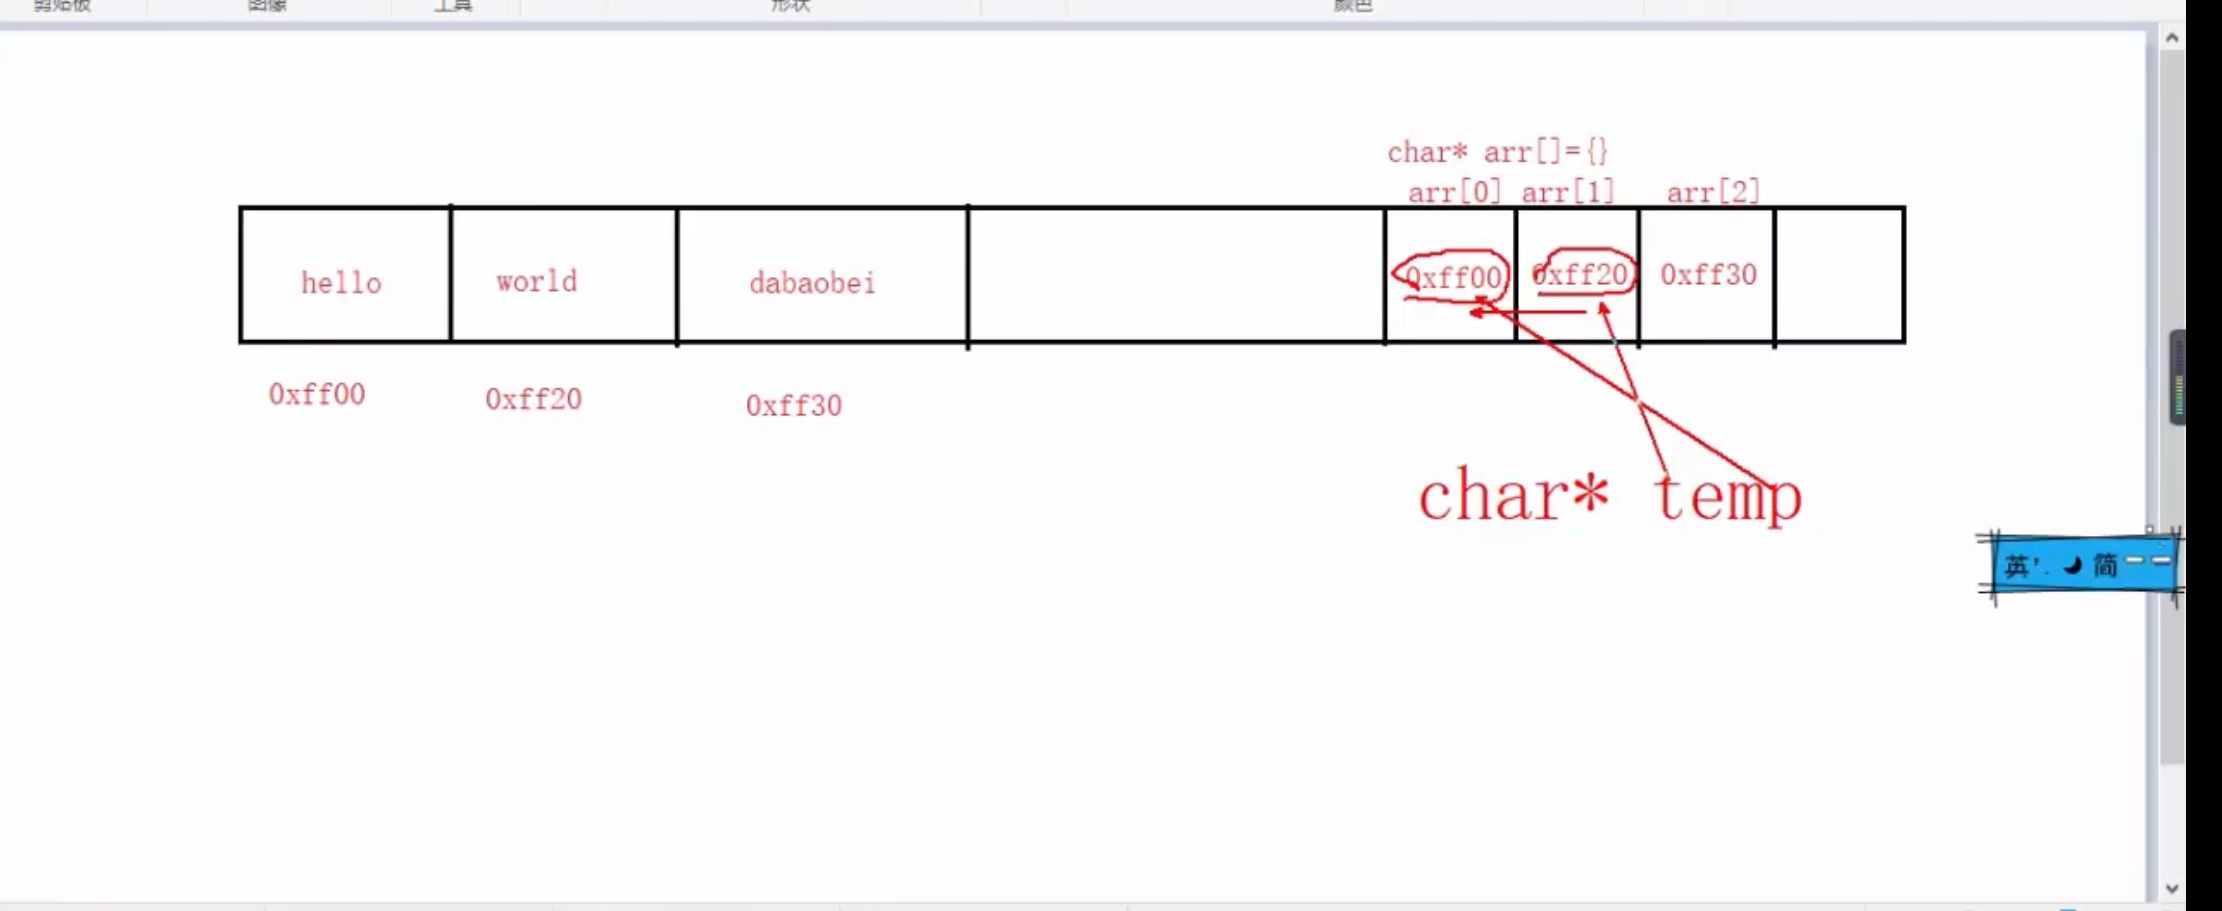 剪贴板 图像 工具 形状 颜色
char* arr[]={}
arr[0] arr[1] arr[2]
hello world dabaobei 0xff00 0xff20 0xff30
0xff00 0xff20 0xff30
char* temp
英 简